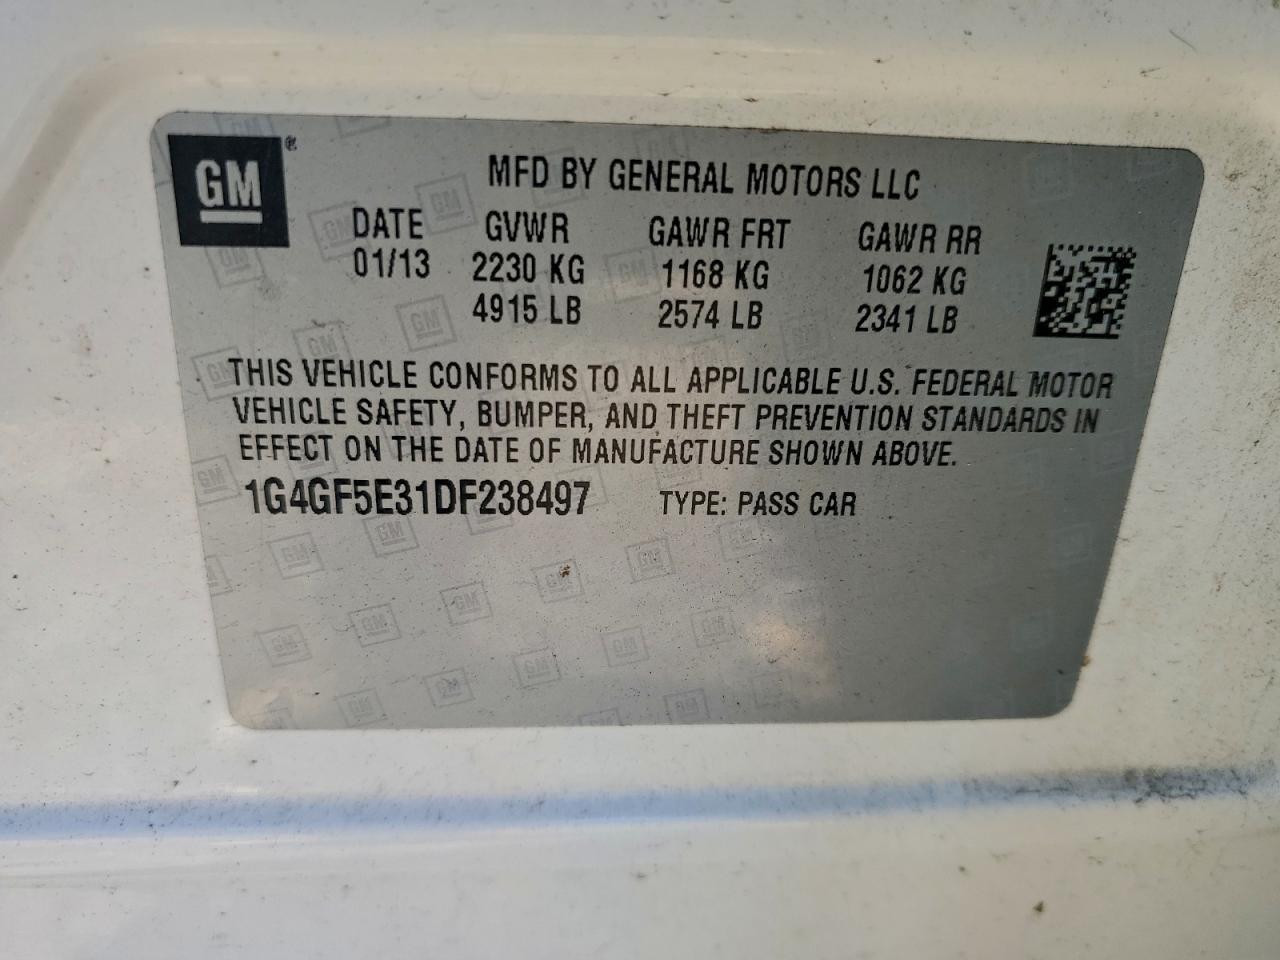 GM®
MFD BY GENERAL MOTORS LLC
DATE GVWR GAWR FRT GAWR RR
01/13 2230 KG 1168 KG 1062 KG
4915 LB 2574 LB 2341 LB
THIS VEHICLE CONFORMS TO ALL APPLICABLE U.S. FEDERAL MOTOR
VEHICLE SAFETY, BUMPER, AND THEFT PREVENTION STANDARDS IN
EFFECT ON THE DATE OF MANUFACTURE SHOWN ABOVE.
1G4GF5E31DF238497 TYPE: PASS CAR